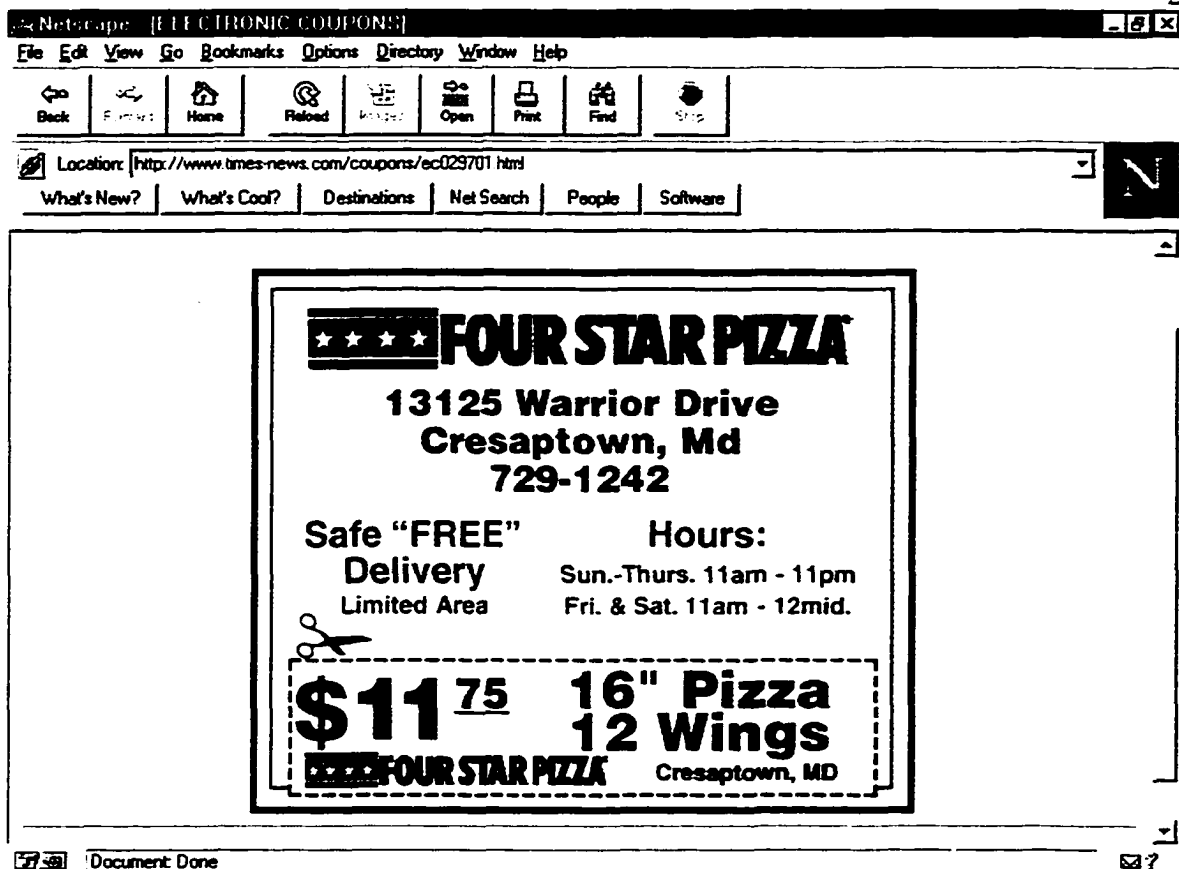 Netscape - [ELECTRONIC COUPONS]
File Edit View Go Bookmarks Options Directory Window Help
Back Forward Home Reload Images Open Print Find Stop
Location: http://www.times-news.com/coupons/ec029701 html
What's New? What's Cool? Destinations Net Search People Software
N
FOUR STAR PIZZA
13125 Warrior Drive
Cresaptown, Md
729-1242
Safe "FREE"
Delivery
Limited Area
Hours:
Sun.-Thurs. 11am - 11pm
Fri. & Sat. 11am - 12mid.
$11 75
16" Pizza
12 Wings
FOUR STAR PIZZA
Cresaptown, MD
Document: Done